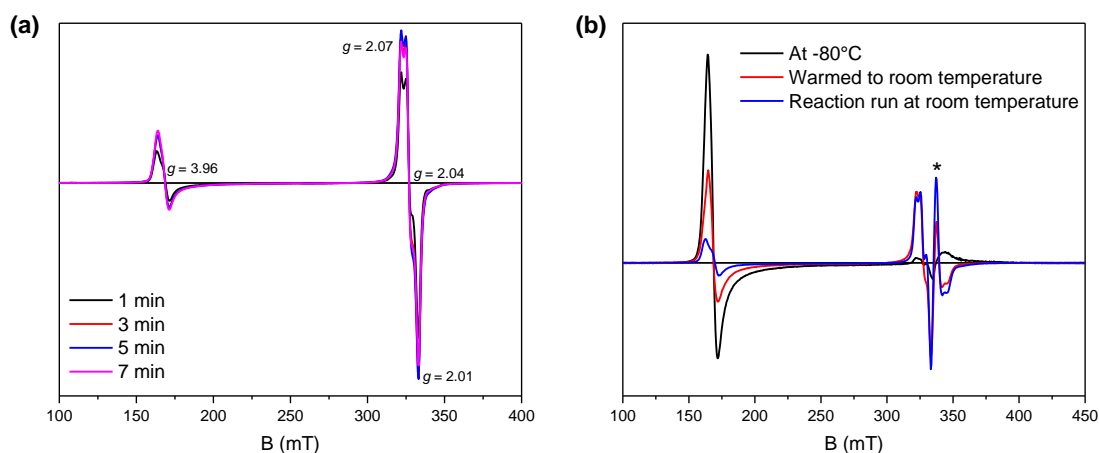 (a)
g = 2.07
g = 3.96
g = 2.04
g = 2.01
1 min
3 min
5 min
7 min
100 150 200 250 300 350 400
B (mT)
(b)
At -80°C
Warmed to room temperature
Reaction run at room temperature
*
100 150 200 250 300 350 400 450
B (mT)